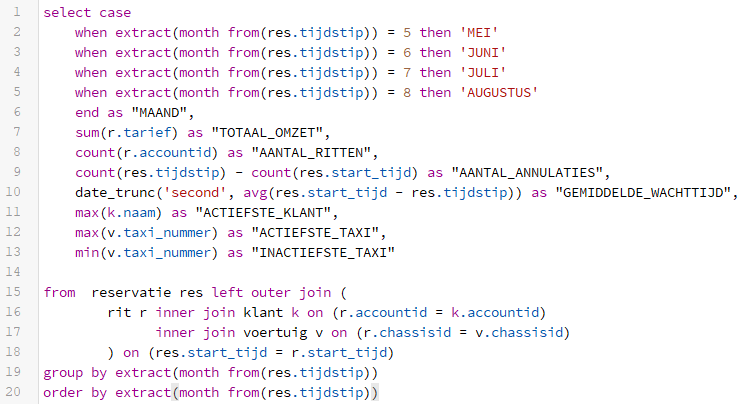 1 select case
2 when extract(month from(res.tijdstip)) = 5 then 'MEI'
3 when extract(month from(res.tijdstip)) = 6 then 'JUNI'
4 when extract(month from(res.tijdstip)) = 7 then 'JULI'
5 when extract(month from(res.tijdstip)) = 8 then 'AUGUSTUS'
6 end as "MAAND",
7 sum(r.tarief) as "TOTAAL_OMZET",
8 count(r.accountid) as "AANTAL_RITTEN",
9 count(res.tijdstip) - count(res.start_tijd) as "AANTAL_ANNULATIES",
10 date_trunc('second', avg(res.start_tijd - res.tijdstip)) as "GEMIDDELDE_WACHTTIJD",
11 max(k.naam) as "ACTIEFSTE_KLANT",
12 max(v.taxi_nummer) as "ACTIEFSTE_TAXI",
13 min(v.taxi_nummer) as "INACTIEFSTE_TAXI"
14
15 from  reservatie res left outer join (
16 rit r inner join klant k on (r.accountid = k.accountid)
17 inner join voertuig v on (r.chassisid = v.chassisid)
18 ) on (res.start_tijd = r.start_tijd)
19 group by extract(month from(res.tijdstip))
20 order by extract(month from(res.tijdstip))